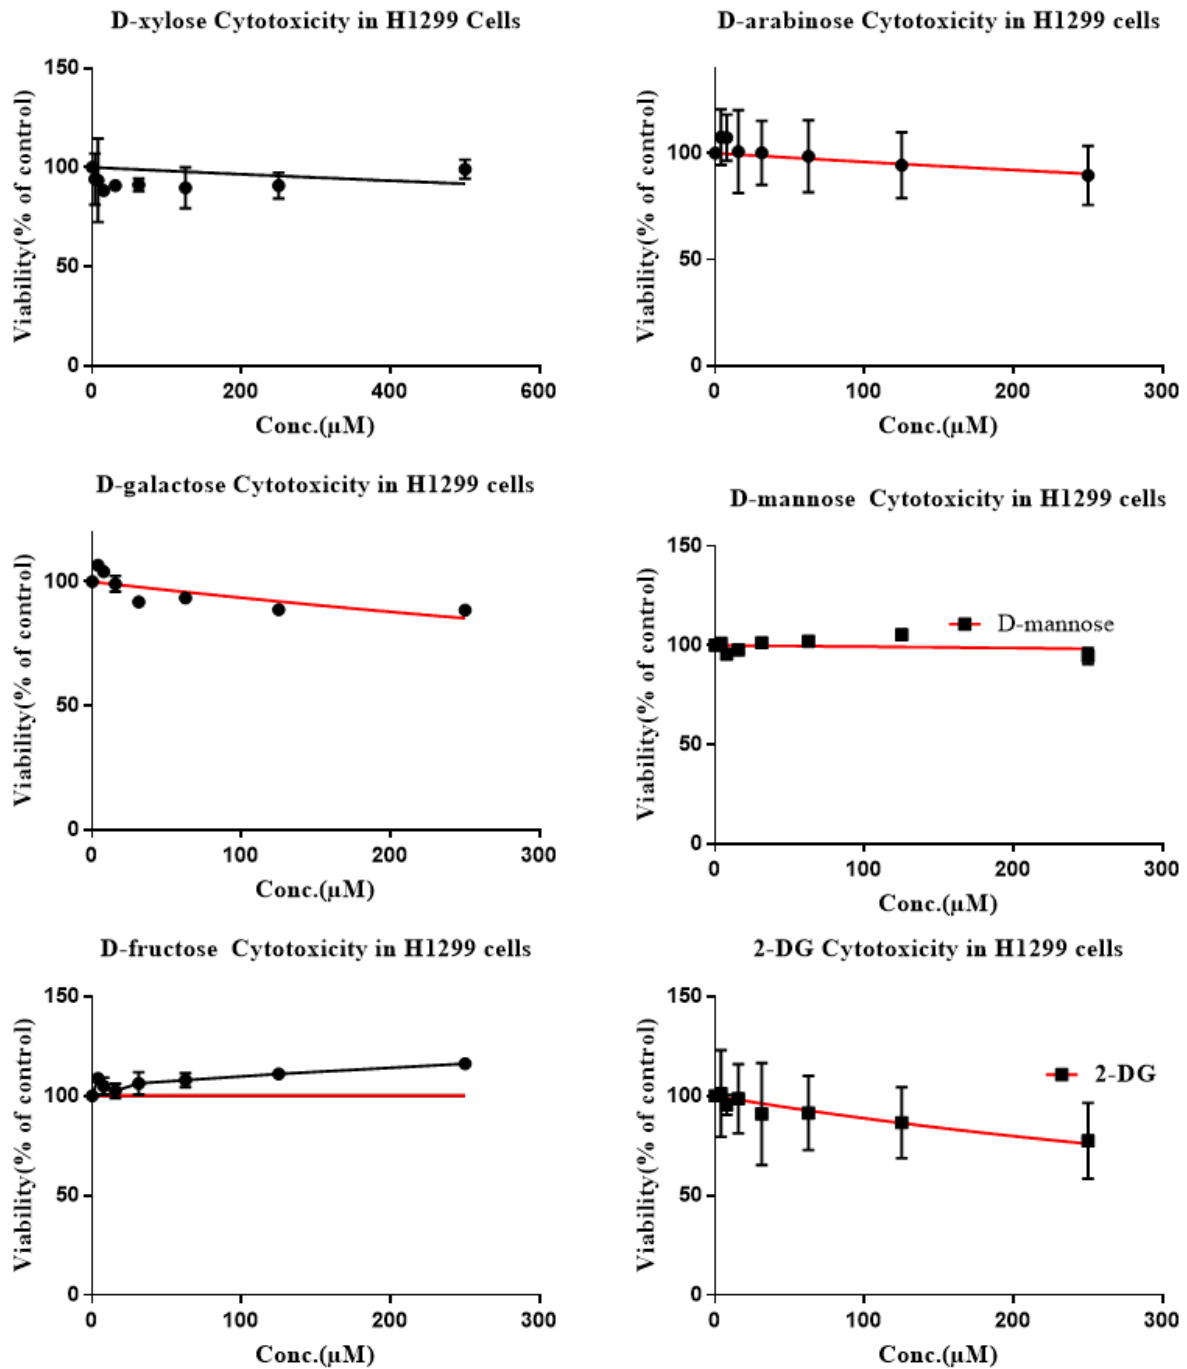 D-xylose Cytotoxicity in H1299 Cells
150
100
50
0
Viability(% of control)
0 200 400 600
Conc.(µM)
D-arabinose Cytotoxicity in H1299 cells
100
50
0
Viability(% of control)
0 100 200 300
Conc.(µM)
D-galactose Cytotoxicity in H1299 cells
100
50
0
Viability(% of control)
0 100 200 300
Conc.(µM)
D-mannose Cytotoxicity in H1299 cells
150
100
50
0
Viability(% of control)
D-mannose
0 100 200 300
Conc.(µM)
D-fructose Cytotoxicity in H1299 cells
150
100
50
0
Viability(% of control)
0 100 200 300
Conc.(µM)
2-DG Cytotoxicity in H1299 cells
150
100
50
0
Viability(% of control)
2-DG
0 100 200 300
Conc.(µM)